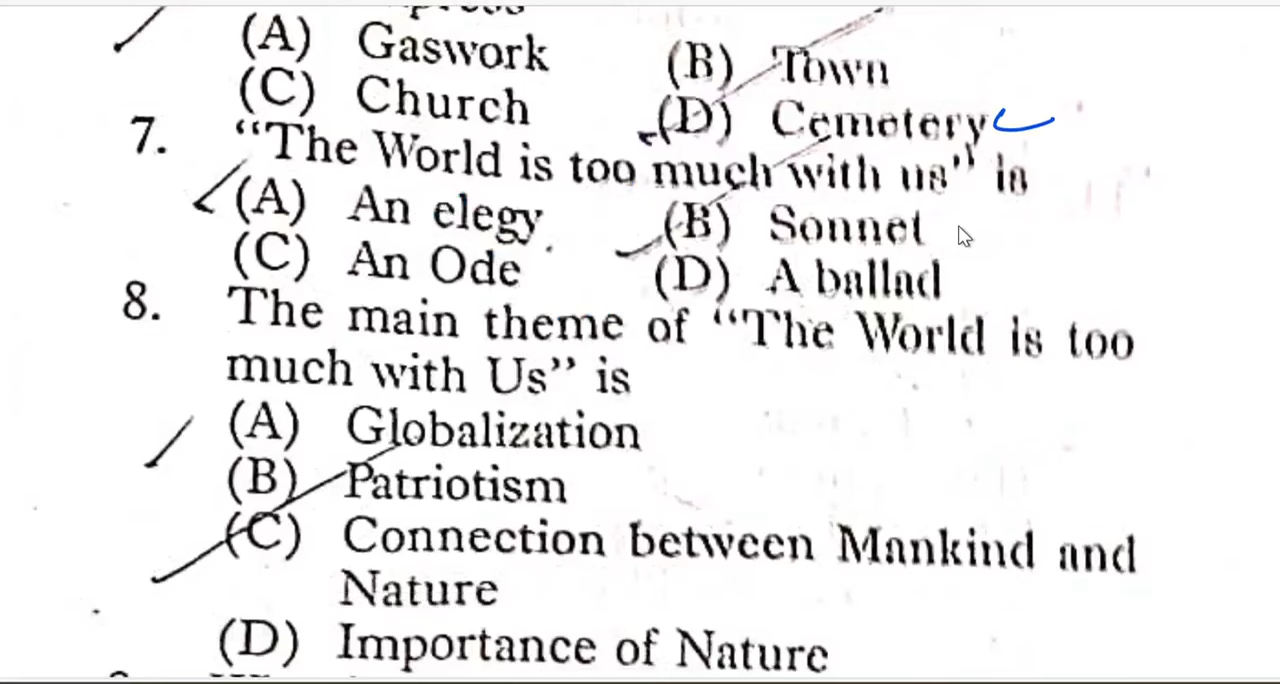 (A) Gaswork (B) Town
(C) Church (D) Cemetery
7. “The World is too much with us” is
(A) An elegy (B) Sonnet
(C) An Ode (D) A ballad
8. The main theme of “The World is too
much with Us” is
(A) Globalization
(B) Patriotism
(C) Connection between Mankind and
Nature
(D) Importance of Nature